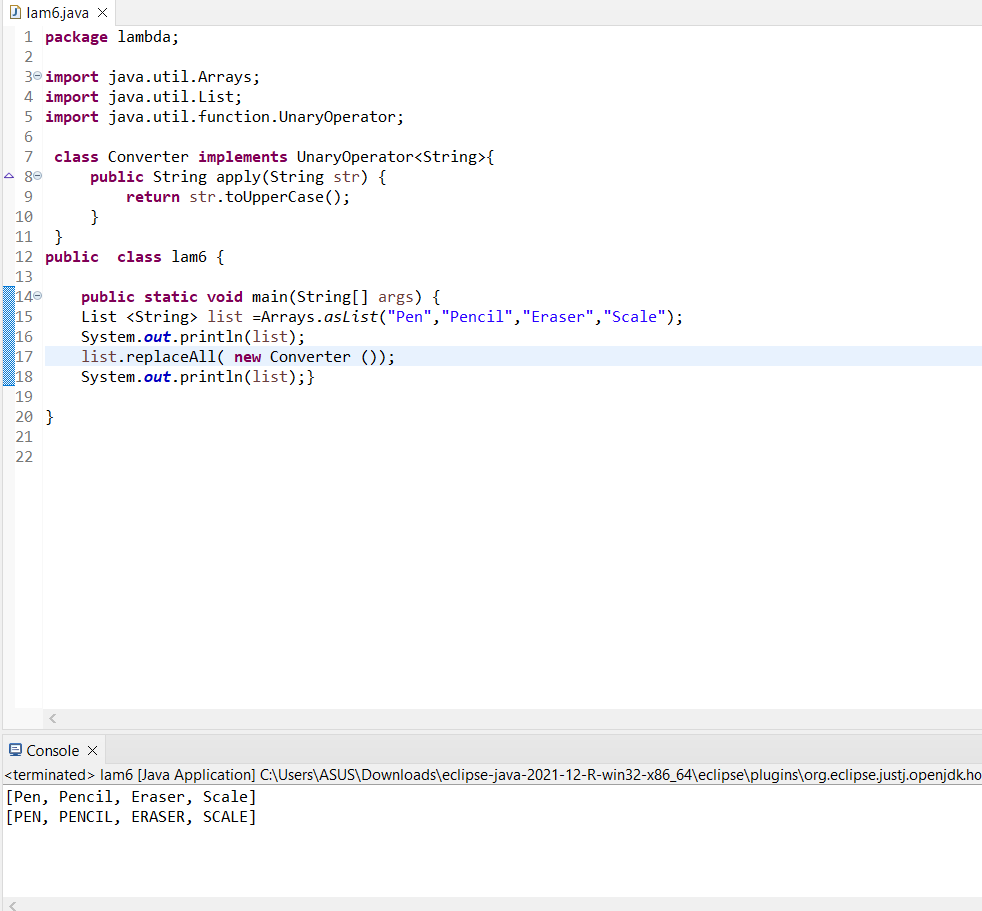 lam6.java
1 package lambda;
2
3 import java.util.Arrays;
4 import java.util.List;
5 import java.util.function.UnaryOperator;
6
7  class Converter implements UnaryOperator<String>{
8      public String apply(String str) {
9          return str.toUpperCase();
10      }
11  }
12 public  class lam6 {
13
14     public static void main(String[] args) {
15     List <String> list =Arrays.asList("Pen","Pencil","Eraser","Scale");
16     System.out.println(list);
17     list.replaceAll( new Converter ());
18     System.out.println(list);}
19
20 }
21
22
Console
<terminated> lam6 [Java Application] C:\Users\ASUS\Downloads\eclipse-java-2021-12-R-win32-x86_64\eclipse\plugins\org.eclipse.justj.openjdk.ho
[Pen, Pencil, Eraser, Scale]
[PEN, PENCIL, ERASER, SCALE]